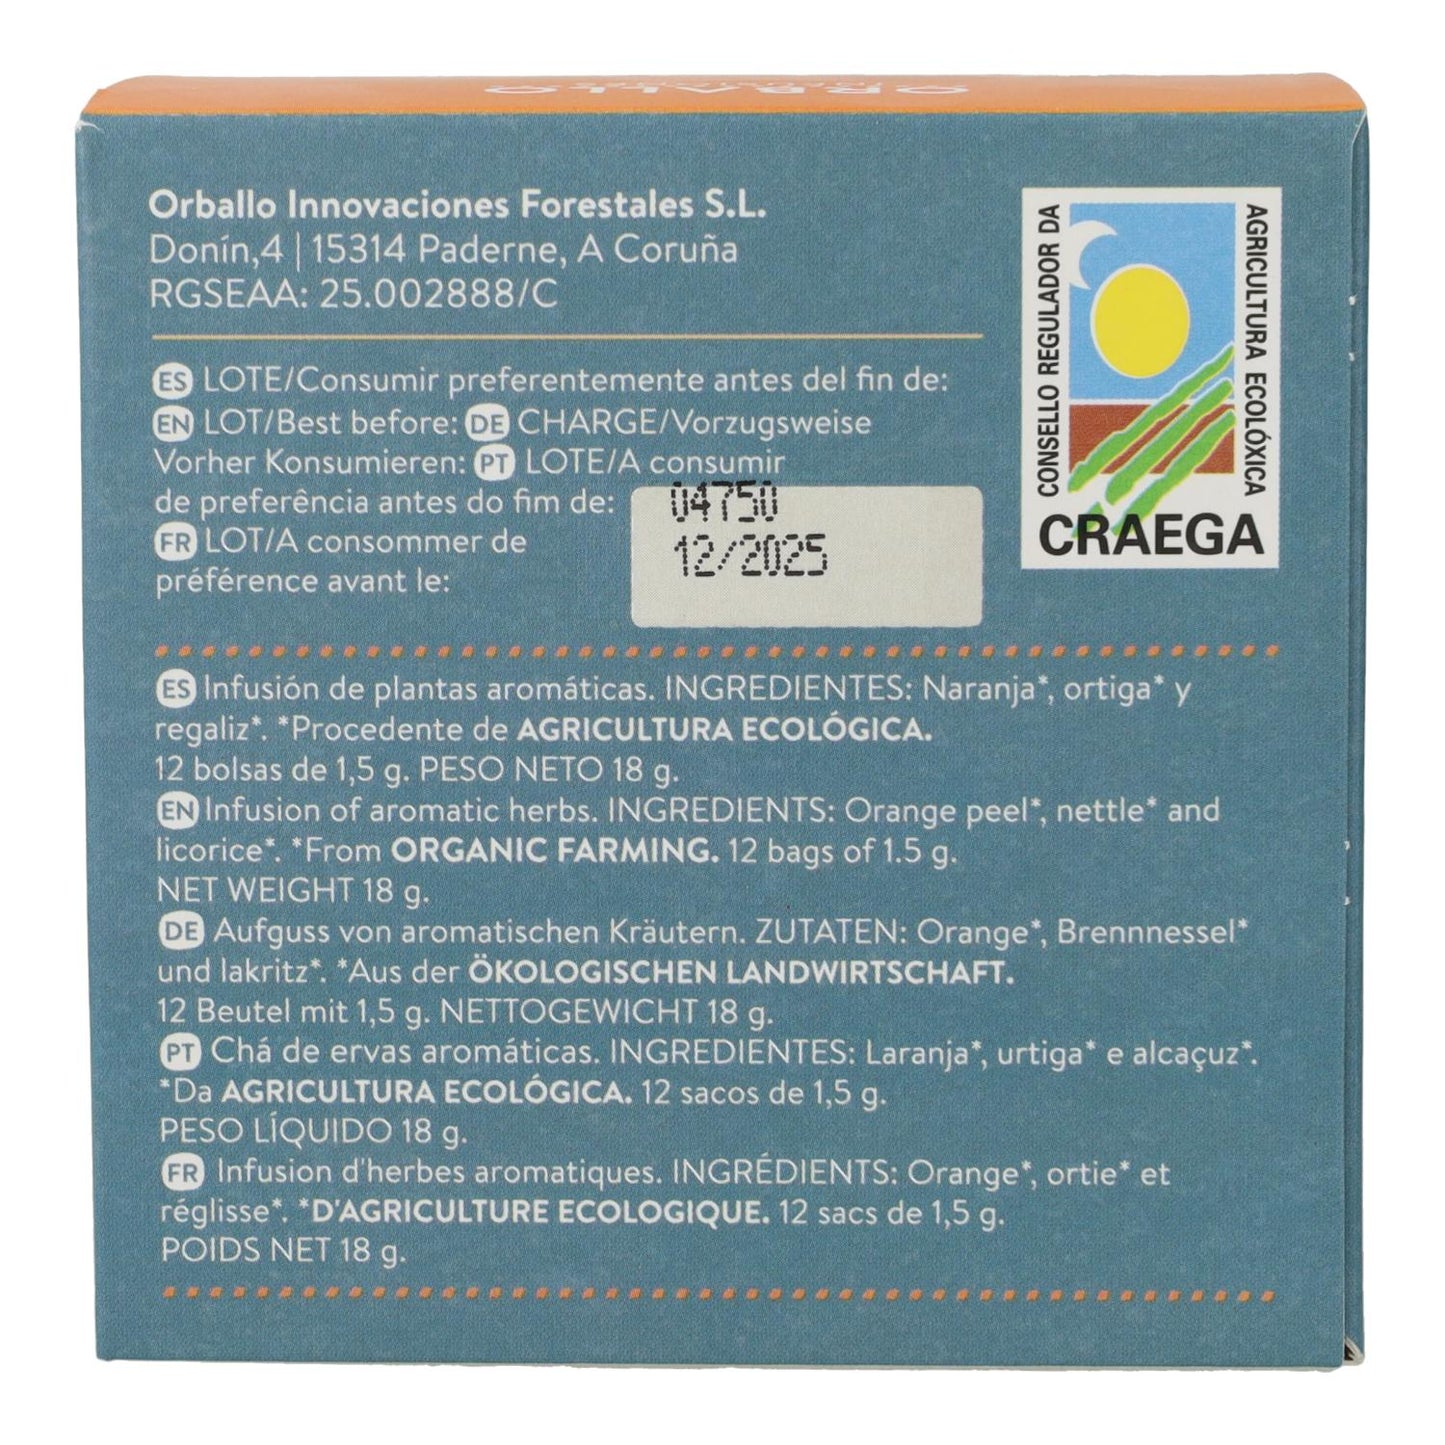 ORBALLO
Orballo Innovaciones Forestales S.L.
Donín,4 | 15314 Paderne, A Coruña
RGSEAA: 25.002888/C
ES LOTE/Consumir preferentemente antes del fin de:
EN LOT/Best before: DE CHARGE/Vorzugsweise
Vorher Konsumieren: PT LOTE/A consumir
de preferência antes do fim de:
FR LOT/A consommer de
préférence avant le:
04750
12/2025
CONSELLO REGULADOR DA
AGRICULTURA ECOLÓXICA
CRAEGA
ES Infusión de plantas aromáticas. INGREDIENTES: Naranja*, ortiga* y
regaliz*. *Procedente de AGRICULTURA ECOLÓGICA.
12 bolsas de 1,5 g. PESO NETO 18 g.
EN Infusion of aromatic herbs. INGREDIENTS: Orange peel*, nettle* and
licorice*. *From ORGANIC FARMING. 12 bags of 1.5 g.
NET WEIGHT 18 g.
DE Aufguss von aromatischen Kräutern. ZUTATEN: Orange*, Brennnessel*
und lakritz*. *Aus der ÖKOLOGISCHEN LANDWIRTSCHAFT.
12 Beutel mit 1,5 g. NETTOGEWICHT 18 g.
PT Chá de ervas aromáticas. INGREDIENTES: Laranja*, urtiga* e alcaçuz*.
*Da AGRICULTURA ECOLÓGICA. 12 sacos de 1,5 g.
PESO LÍQUIDO 18 g.
FR Infusion d'herbes aromatiques. INGRÉDIENTS: Orange*, ortie* et
réglisse*. *D'AGRICULTURE ECOLOGIQUE. 12 sacs de 1,5 g.
POIDS NET 18 g.